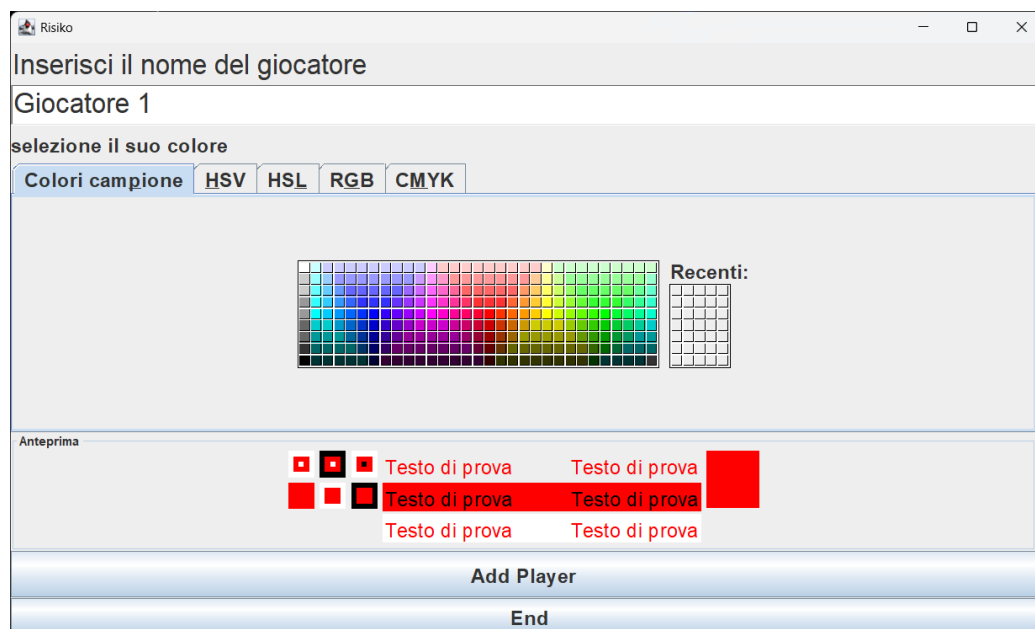 Risiko
Inserisci il nome del giocatore
Giocatore 1
selezione il suo colore
Colori campione HSV HSL RGB CMYK
Recenti:
Anteprima
Testo di prova Testo di prova
Testo di prova Testo di prova
Testo di prova Testo di prova
Add Player
End